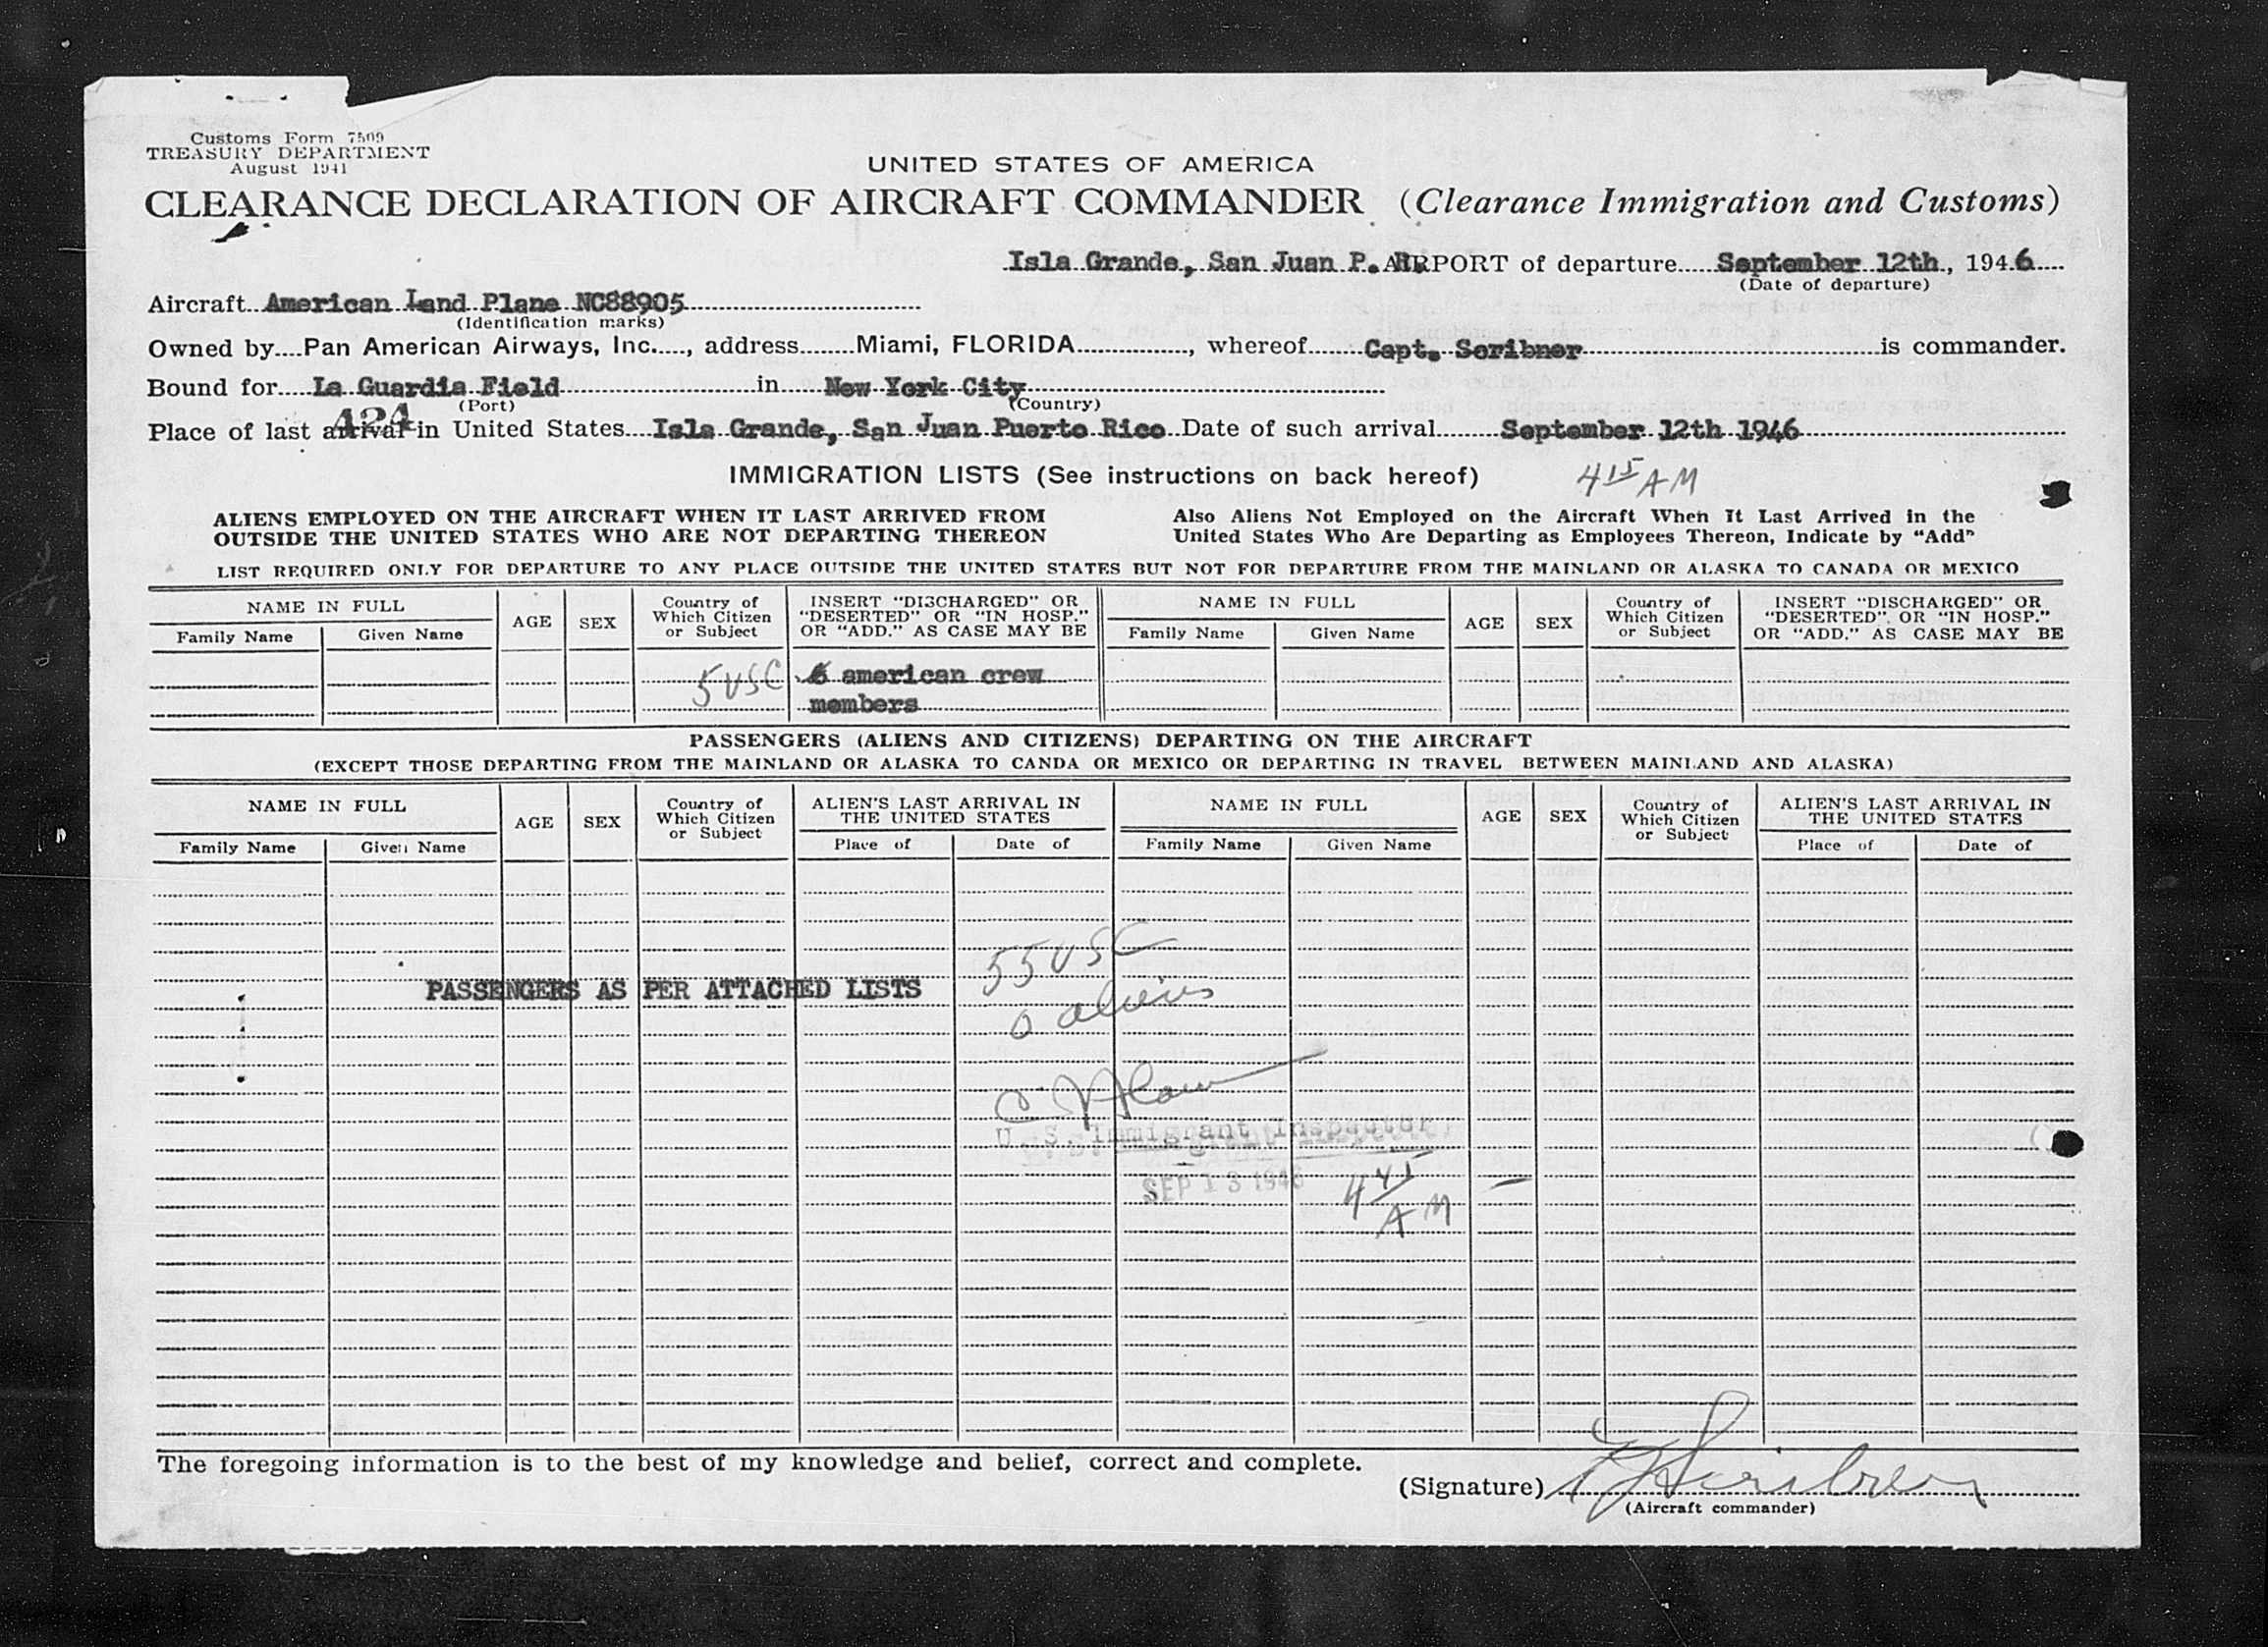 Customs Form 7509
TREASURY DEPARTMENT
August 1941
UNITED STATES OF AMERICA
CLEARANCE DECLARATION OF AIRCRAFT COMMANDER (Clearance Immigration and Customs)
Isla Grande, San Juan P. R. AIRPORT of departure September 12th, 1946
(Date of departure)
Aircraft American Land Plane NC88905
(Identification marks)
Owned by Pan American Airways, Inc., address Miami, FLORIDA, whereof Capt. Scribner is commander.
Bound for La Guardia Field in New York City
(Port) (Country)
424
Place of last arrival in United States Isla Grande, San Juan Puerto Rico Date of such arrival September 12th 1946
IMMIGRATION LISTS (See instructions on back hereof)
4 15 AM
ALIENS EMPLOYED ON THE AIRCRAFT WHEN IT LAST ARRIVED FROM
OUTSIDE THE UNITED STATES WHO ARE NOT DEPARTING THEREON
Also Aliens Not Employed on the Aircraft When It Last Arrived in the
United States Who Are Departing as Employees Thereon, Indicate by "Add"
LIST REQUIRED ONLY FOR DEPARTURE TO ANY PLACE OUTSIDE THE UNITED STATES BUT NOT FOR DEPARTURE FROM THE MAINLAND OR ALASKA TO CANADA OR MEXICO
NAME IN FULL AGE SEX Country of Which Citizen or Subject INSERT "DISCHARGED" OR "DESERTED" OR "IN HOSP." OR "ADD." AS CASE MAY BE NAME IN FULL AGE SEX Country of Which Citizen or Subject INSERT "DISCHARGED" OR "DESERTED" OR "IN HOSP." OR "ADD." AS CASE MAY BE
Family Name Given Name Family Name Given Name
5 USC 6 american crew
members
PASSENGERS (ALIENS AND CITIZENS) DEPARTING ON THE AIRCRAFT
(EXCEPT THOSE DEPARTING FROM THE MAINLAND OR ALASKA TO CANDA OR MEXICO OR DEPARTING IN TRAVEL BETWEEN MAINLAND AND ALASKA)
NAME IN FULL AGE SEX Country of Which Citizen or Subject ALIEN'S LAST ARRIVAL IN THE UNITED STATES NAME IN FULL AGE SEX Country of Which Citizen or Subject ALIEN'S LAST ARRIVAL IN THE UNITED STATES
Family Name Given Name Place of Date of Family Name Given Name Place of Date of
55 USC
PASSENGERS AS PER ATTACHED LISTS
0 aliens
U. S. Immigrant Inspector
SEP 13 1946 4 45 AM
The foregoing information is to the best of my knowledge and belief, correct and complete.
(Signature) Scribner
(Aircraft commander)